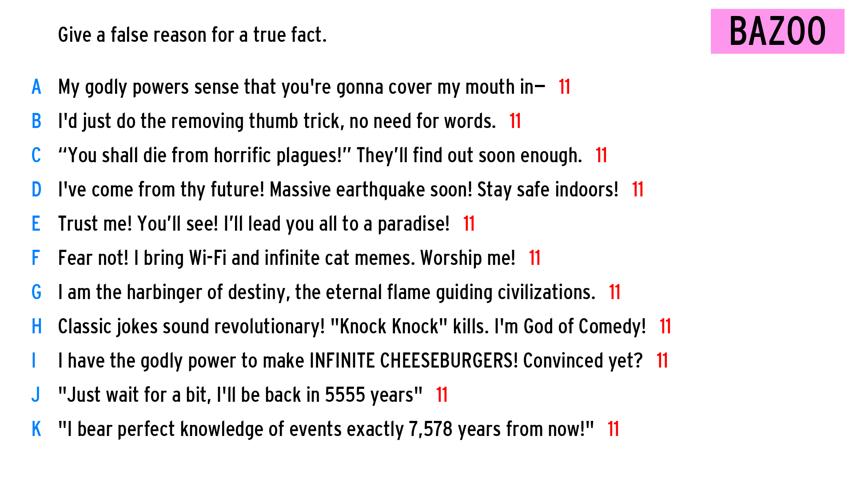 Give a false reason for a true fact.
BAZOO
A My godly powers sense that you're gonna cover my mouth in– 11
B I'd just do the removing thumb trick, no need for words. 11
C “You shall die from horrific plagues!” They’ll find out soon enough. 11
D I've come from thy future! Massive earthquake soon! Stay safe indoors! 11
E Trust me! You’ll see! I’ll lead you all to a paradise! 11
F Fear not! I bring Wi-Fi and infinite cat memes. Worship me! 11
G I am the harbinger of destiny, the eternal flame guiding civilizations. 11
H Classic jokes sound revolutionary! "Knock Knock" kills. I'm God of Comedy! 11
I I have the godly power to make INFINITE CHEESEBURGERS! Convinced yet? 11
J "Just wait for a bit, I'll be back in 5555 years" 11
K "I bear perfect knowledge of events exactly 7,578 years from now!" 11